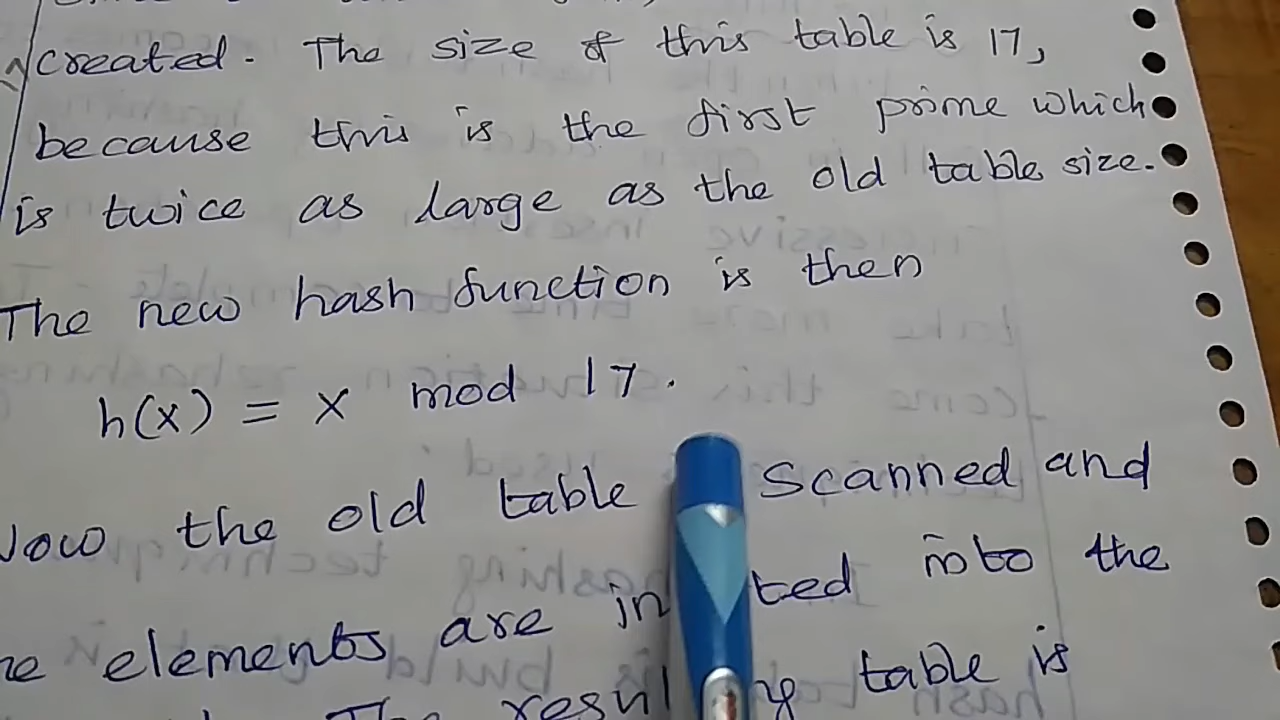 created. The size of this table is 17,
because this is the first prime which
is twice as large as the old table size.
The new hash function is then
h(x) = x mod 17.
Now the old table scanned and
elements are into the
The table is